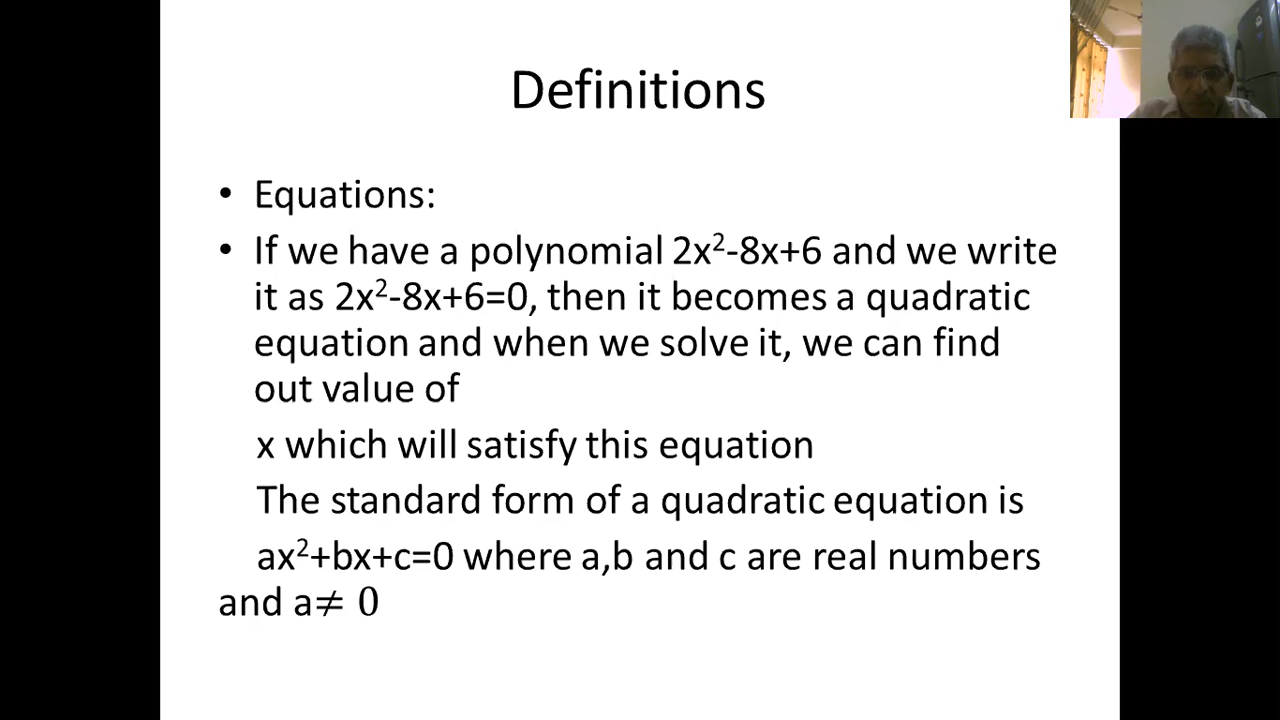 Definitions
• Equations:
• If we have a polynomial 2x²-8x+6 and we write
it as 2x²-8x+6=0, then it becomes a quadratic
equation and when we solve it, we can find
out value of
x which will satisfy this equation
The standard form of a quadratic equation is
ax²+bx+c=0 where a,b and c are real numbers
and a≠ 0